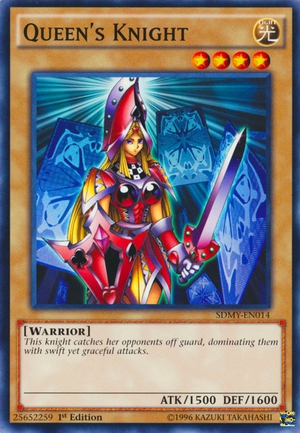 QUEEN'S KNIGHT
LIGHT
光
SDMY-EN014
[WARRIOR]
This knight catches her opponents off guard, dominating them
with swift yet graceful attacks.
ATK/1500 DEF/1600
25652259 1st Edition ©1996 KAZUKI TAKAHASHI